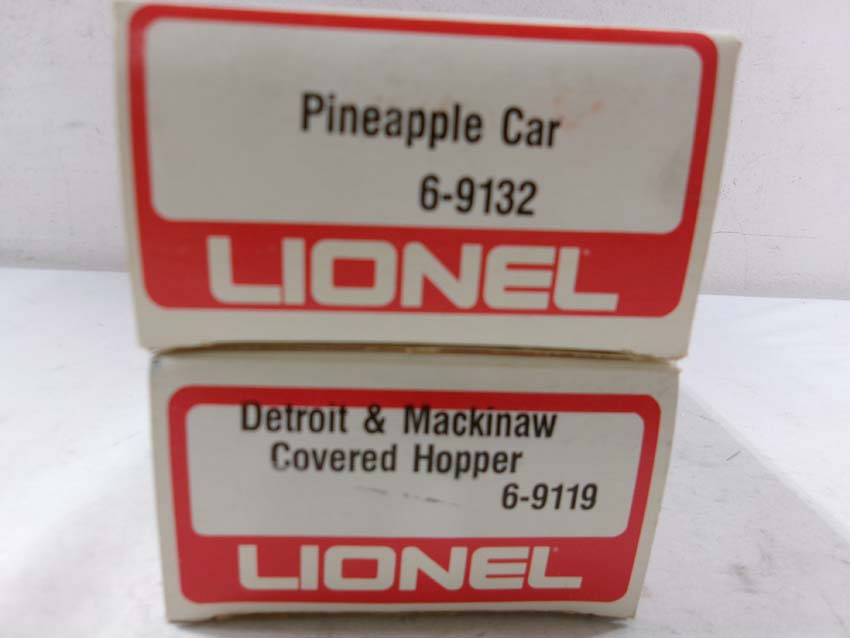 Pineapple Car
6-9132
LIONEL
Detroit & Mackinaw
Covered Hopper
6-9119
LIONEL